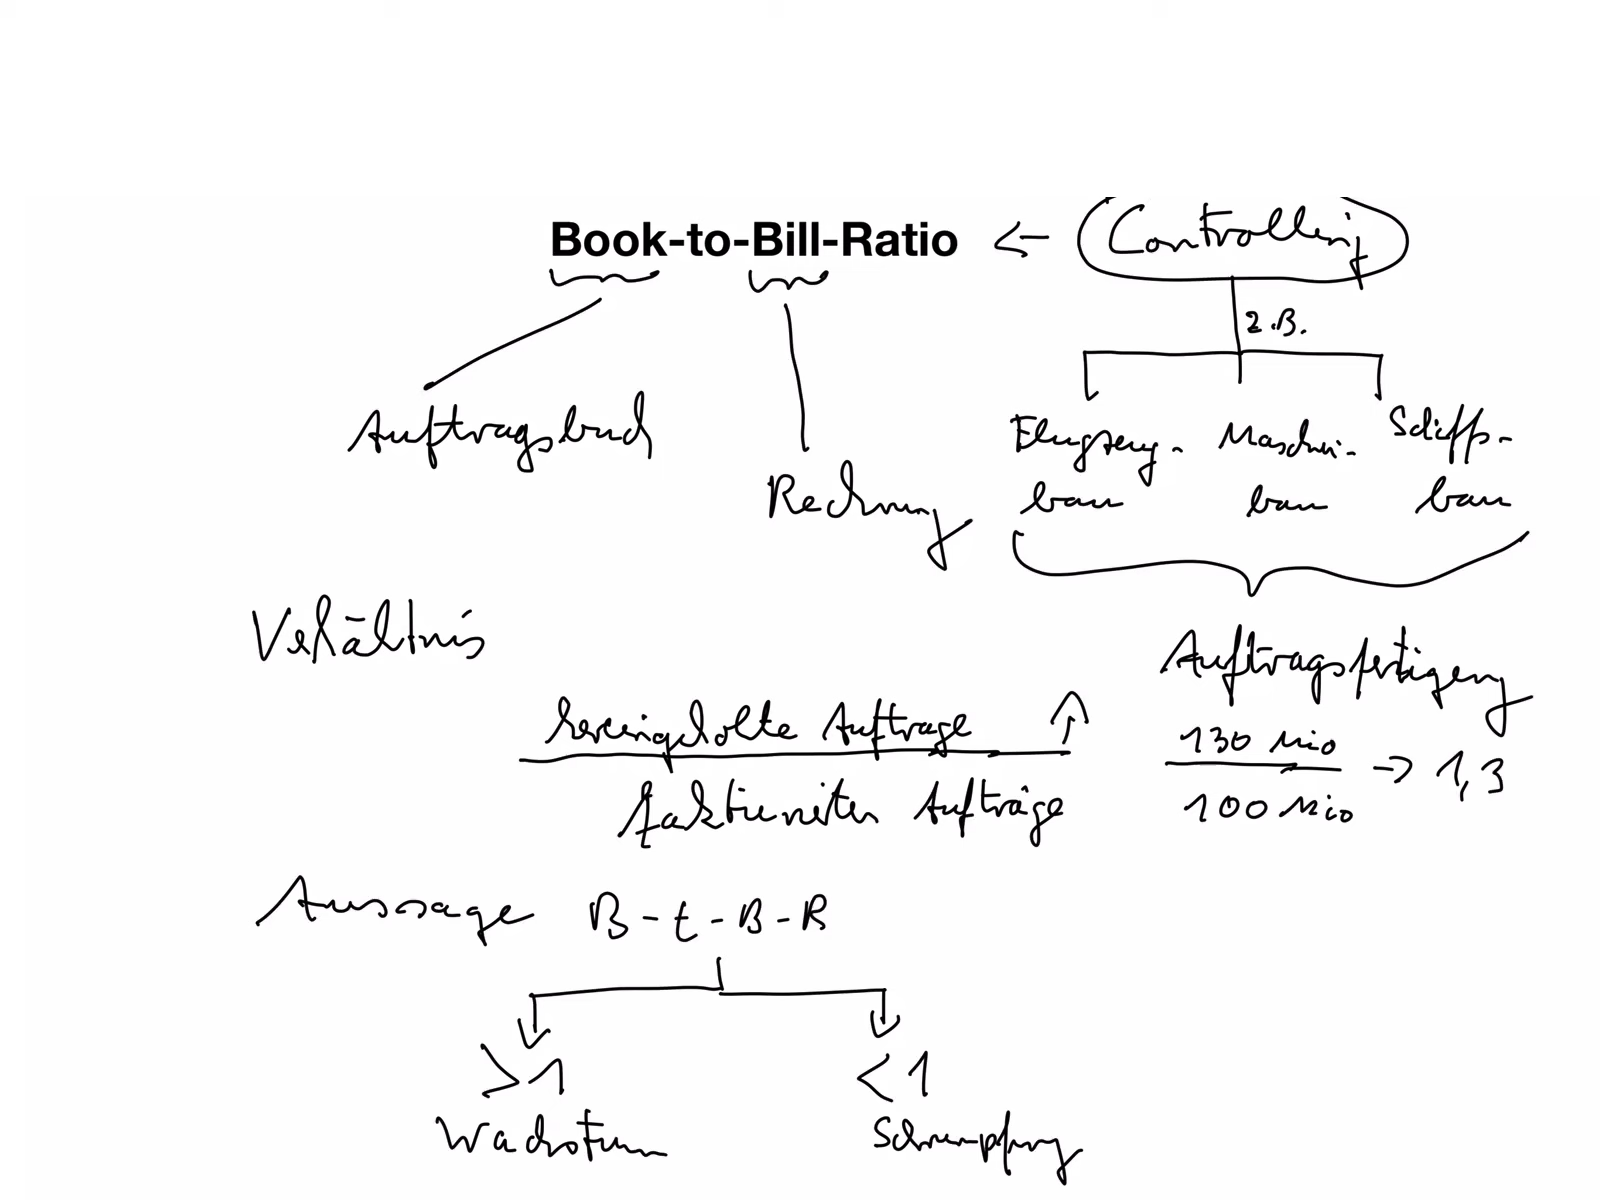 Book-to-Bill-Ratio ← Controlling
z.B.
Auftragsbuch
Rechnung
Flugzeug-
bau
Maschinen-
bau
Schiffs-
bau
Auftragsfertigung
Verhältnis
hereingeholte Aufträge ↑
fakturierten Aufträge
130 Mio
100 Mio
→ 1,3
Aussage B-t-B-R
>1
Wachstum
<1
Schrumpfung